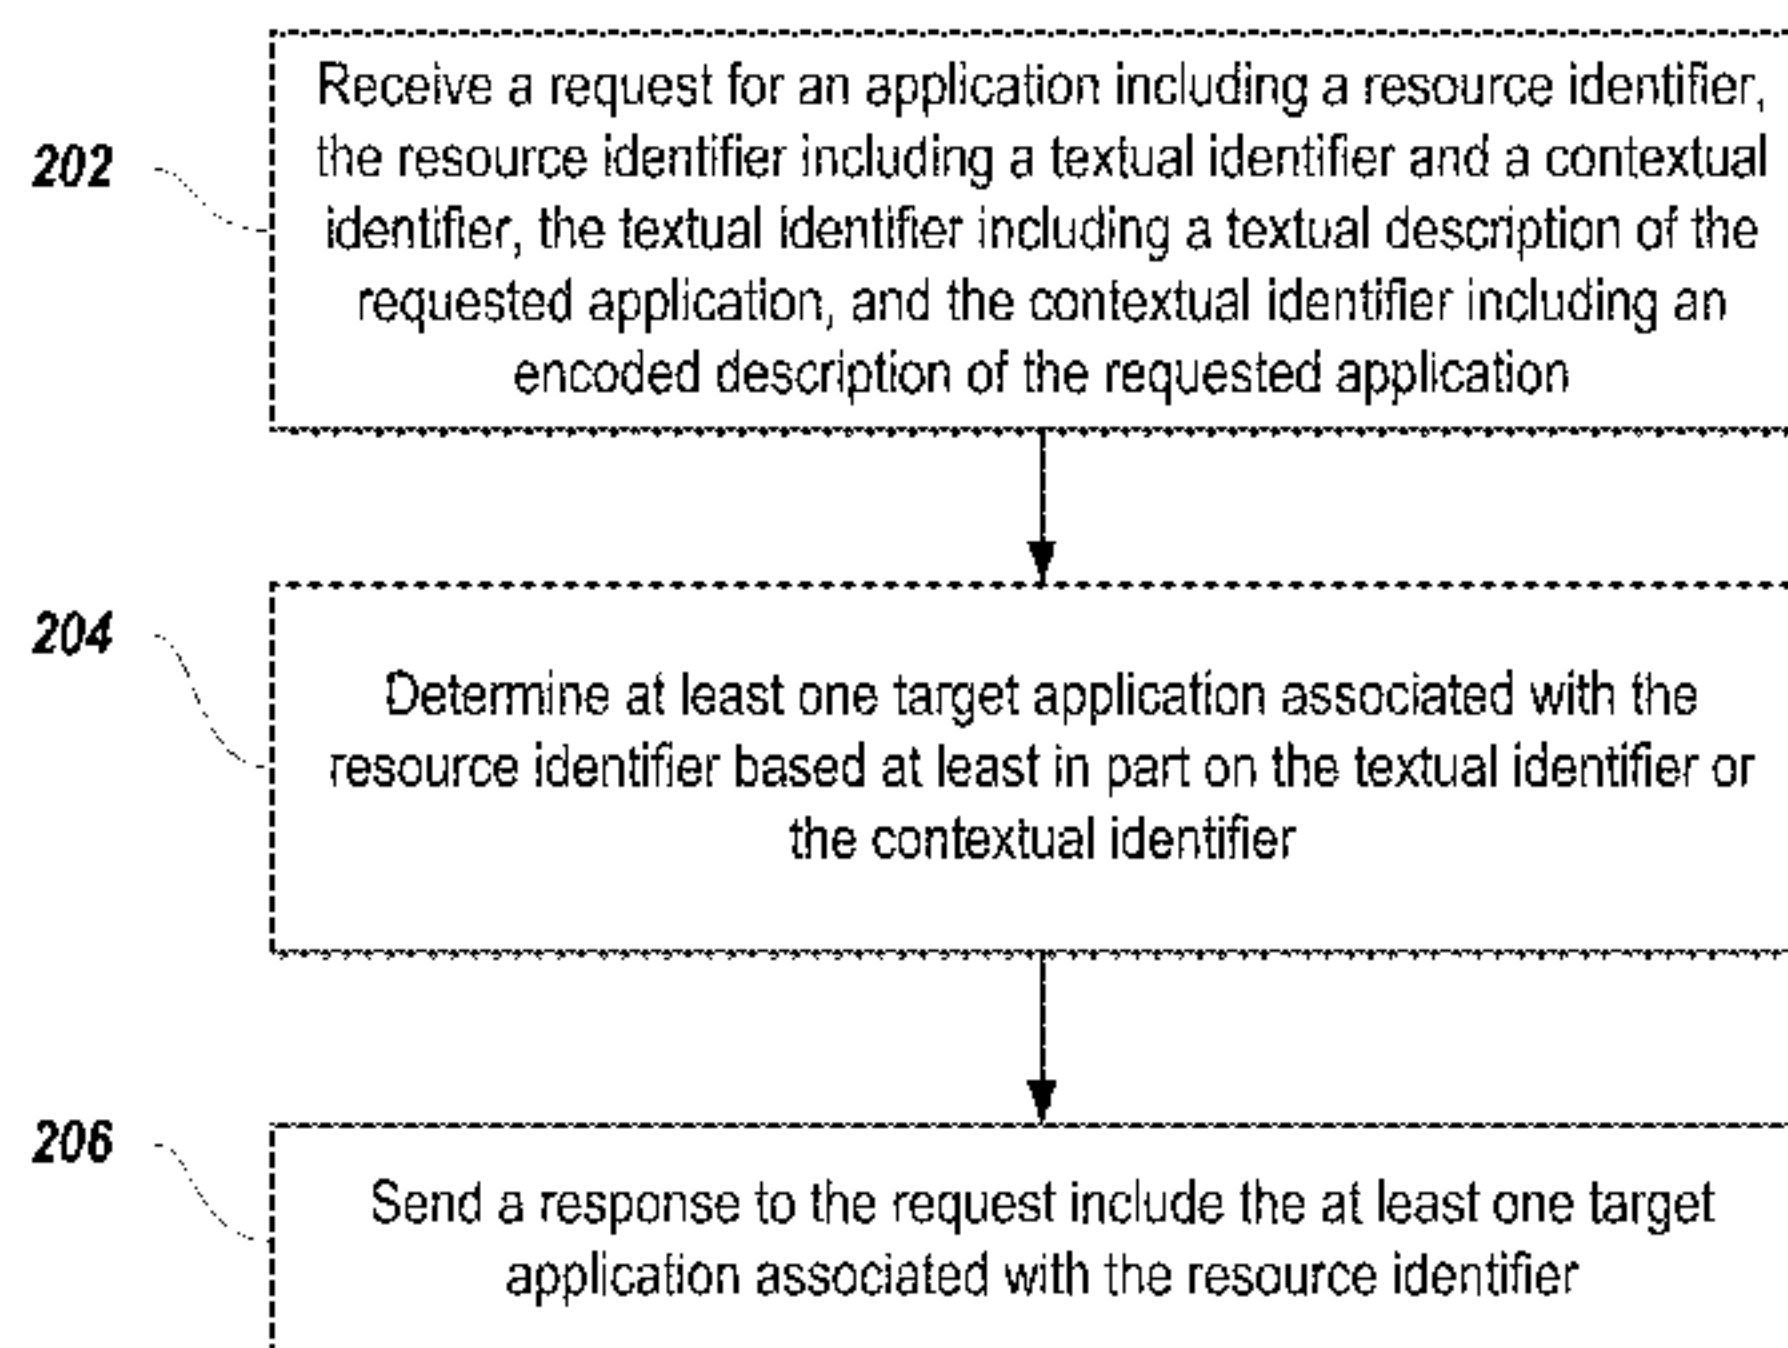 202
Receive a request for an application including a resource identifier,
the resource identifier including a textual identifier and a contextual
identifier, the textual identifier including a textual description of the
requested application, and the contextual identifier including an
encoded description of the requested application
204
Determine at least one target application associated with the
resource identifier based at least in part on the textual identifier or
the contextual identifier
206
Send a response to the request include the at least one target
application associated with the resource identifier